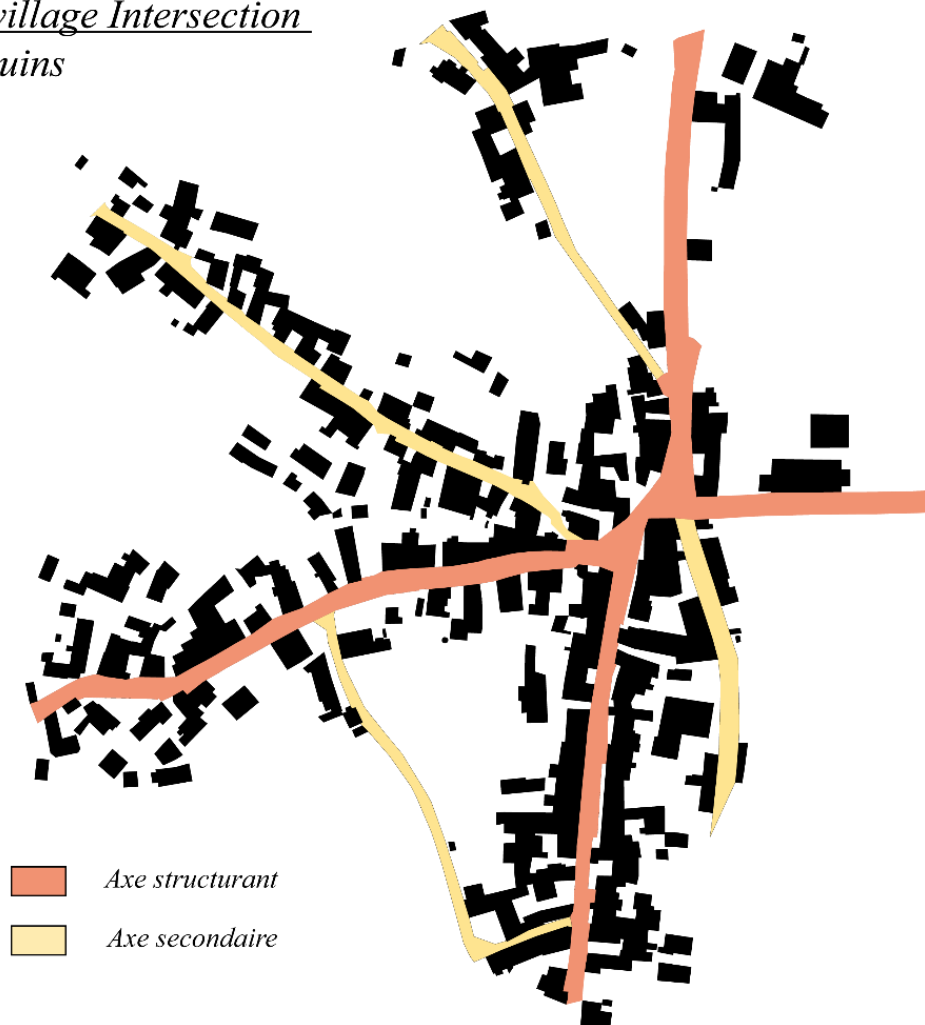 village Intersection
uins
Axe structurant
Axe secondaire